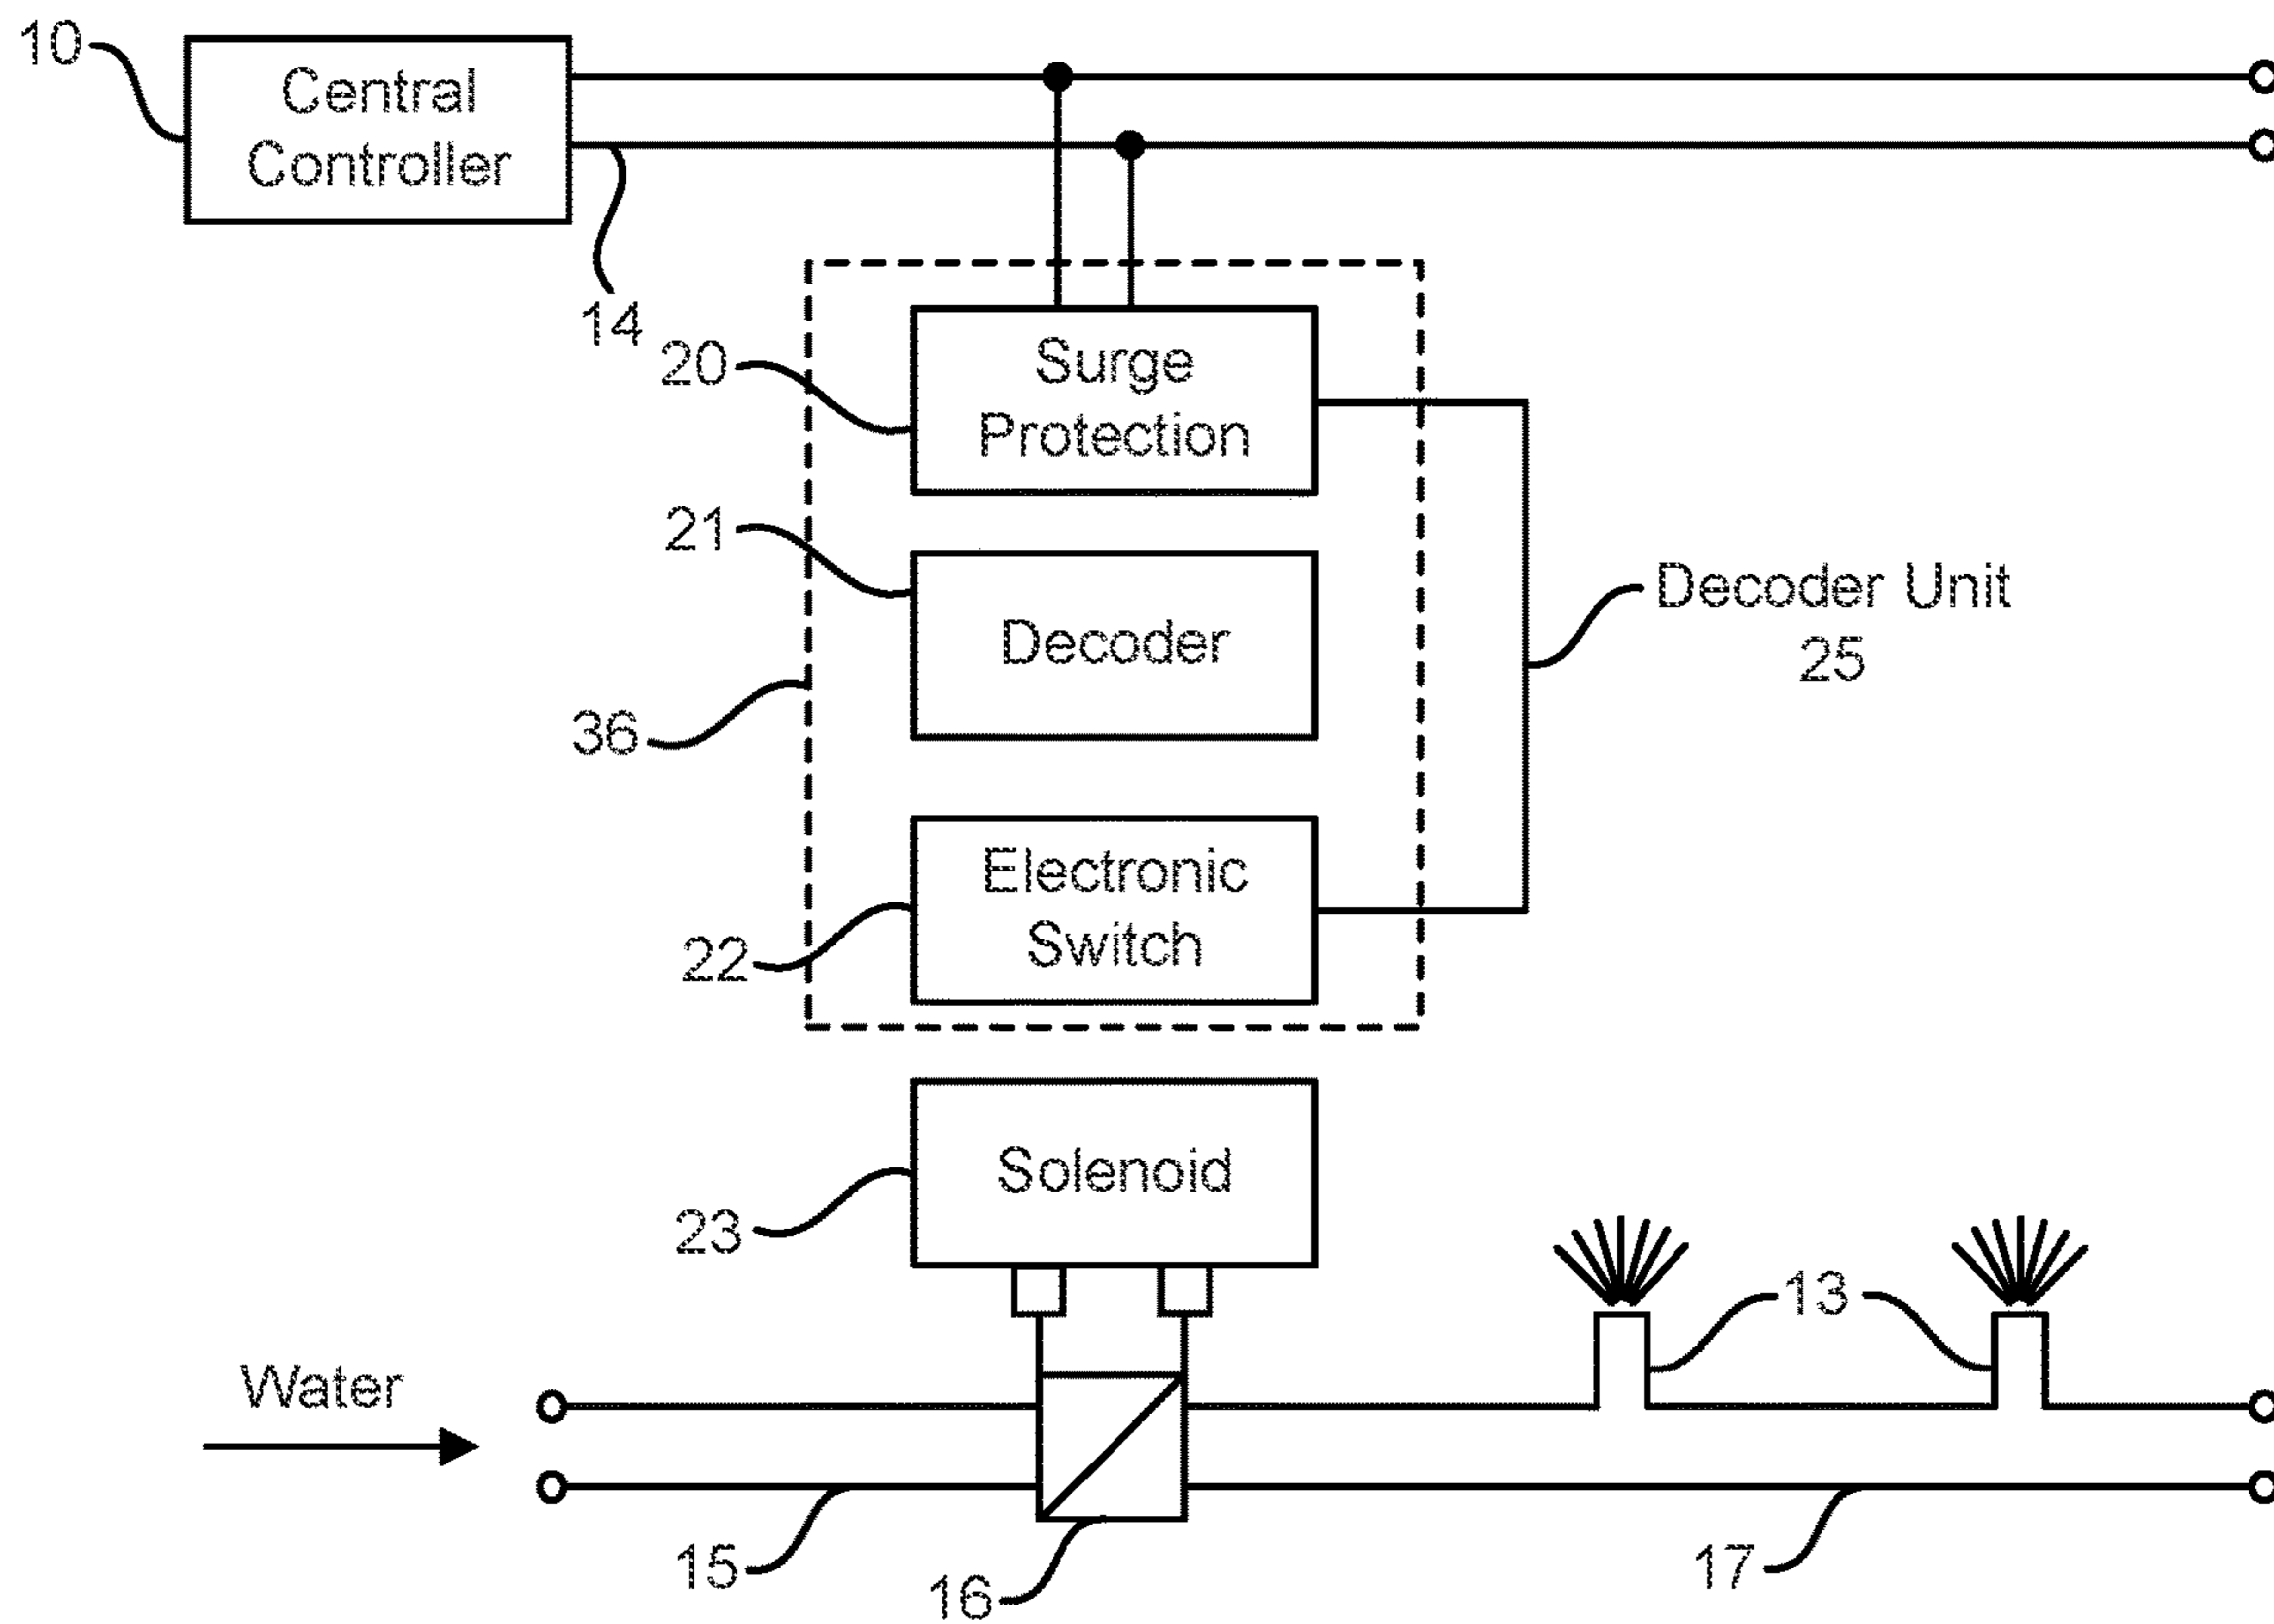 10
Central
Controller
14
20
Surge
Protection
21
Decoder
Decoder Unit
25
36
Electronic
Switch
22
Solenoid
23
13
Water
15
16
17